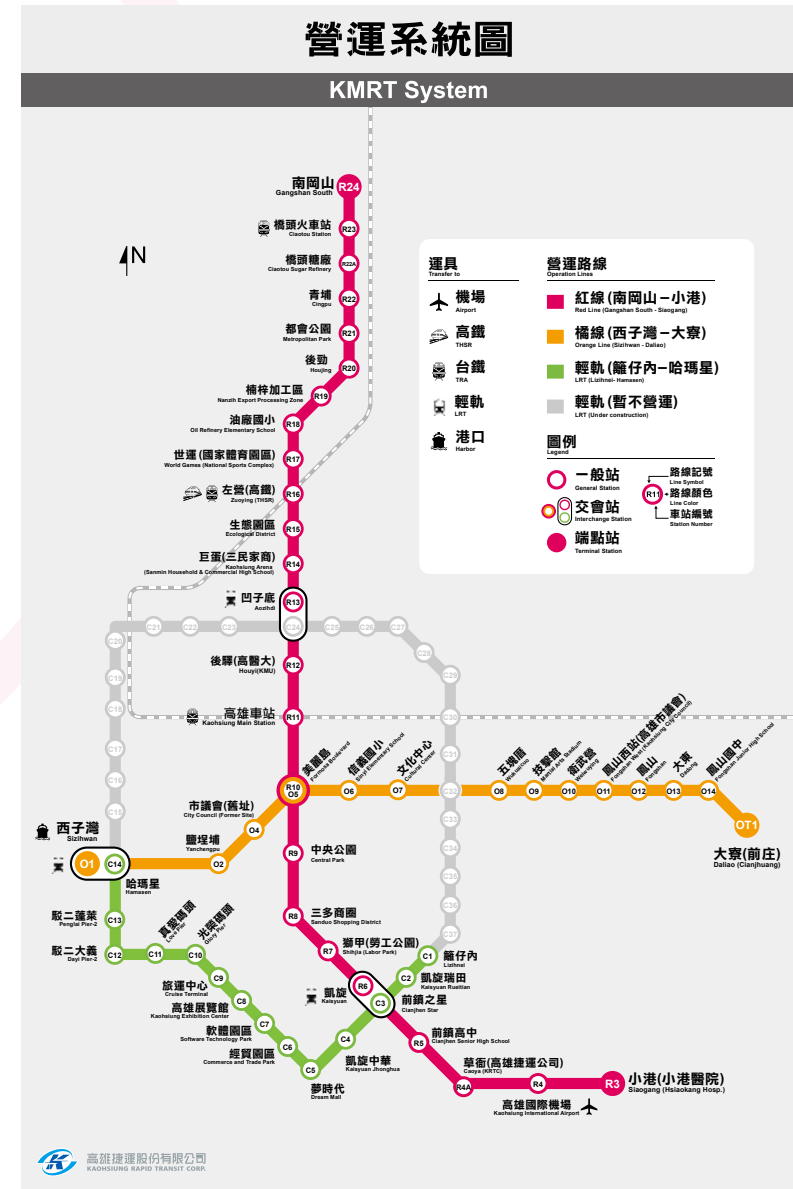 營運系統圖
KMRT System
N
南岡山
Gangshan South
R24
橋頭火車站
Ciaotou Station
R23
橋頭糖廠
Ciaotou Sugar Refinery
R22A
青埔
Cingpu
R22
都會公園
Metropolitan Park
R21
後勁
Houjing
R20
楠梓加工區
Nanzih Export Processing Zone
R19
油廠國小
Oil Refinery Elementary School
R18
世運(國家體育園區)
World Games (National Sports Complex)
R17
左營(高鐵)
Zuoying (THSR)
R16
生態園區
Ecological District
R15
巨蛋(三民家商)
Kaohsiung Arena
(Sanmin Household & Commercial High School)
R14
凹子底
Aozihdi
R13
C24
C20
C21
C22
C23
C25
C26
C27
C28
C29
C30
C31
C32
C33
C34
C35
C36
C37
C19
C18
C17
C16
C15
後驛(高醫大)
Houyi(KMU)
R12
高雄車站
Kaohsiung Main Station
R11
美麗島
Formosa Boulevard
R10
O5
信義國小
Sinyi Elementary School
O6
文化中心
Cultural Center
O7
五塊厝
O8
技擊館
Martial Arts Stadium
O9
衛武營
Weiwuying
O10
鳳山西站(高雄市議會)
Fongshan West (Kaohsiung City Council)
O11
鳳山
Fongshan
O12
大東
Dadong
O13
鳳山國中
Fongshan Junior High School
O14
OT1
大寮(前庄)
Daliao (Cianjhuang)
市議會(舊址)
City Council (Former Site)
O4
鹽埕埔
Yanchengpu
O2
西子灣
Sizihwan
O1
C14
哈瑪星
Hamasen
駁二蓬萊
Penglai Pier-2
C13
駁二大義
Dayi Pier-2
C12
真愛碼頭
Love Pier
C11
光榮碼頭
Glory Pier
C10
旅運中心
Cruise Terminal
C9
高雄展覽館
Kaohsiung Exhibition Center
C8
軟體園區
Software Technology Park
C7
經貿園區
Commerce and Trade Park
C6
夢時代
Dream Mall
C5
凱旋中華
Kaisyuan Jhonghua
C4
前鎮之星
Cianjhen Star
C3
凱旋瑞田
Kaisyuan Rueitian
C2
籬仔內
Lizihnei
C1
中央公園
Central Park
R9
三多商圈
Sanduo Shopping District
R8
獅甲(勞工公園)
Shihjia (Labor Park)
R7
凱旋
Kaisyuan
R6
前鎮高中
Cianjhen Senior High School
R5
草衙(高雄捷運公司)
Caoya (KRTC)
R4A
高雄國際機場
Kaohsiung International Airport
R4
R3
小港(小港醫院)
Siaogang (Hsiaokang Hosp.)
運具
Transfer to
機場
Airport
高鐵
THSR
台鐵
TRA
輕軌
LRT
港口
Harbor
營運路線
Operation Lines
紅線(南岡山－小港)
Red Line (Gangshan South - Siaogang)
橘線(西子灣－大寮)
Orange Line (Sizihwan - Daliao)
輕軌(籬仔內－哈瑪星)
LRT (Lizihnei- Hamasen)
輕軌(暫不營運)
LRT (Under construction)
圖例
Legend
一般站
General Station
交會站
Interchange Station
端點站
Terminal Station
路線記號
Line Symbol
R11
路線顏色
Line Color
車站編號
Station Number
高雄捷運股份有限公司
KAOHSIUNG RAPID TRANSIT CORP.